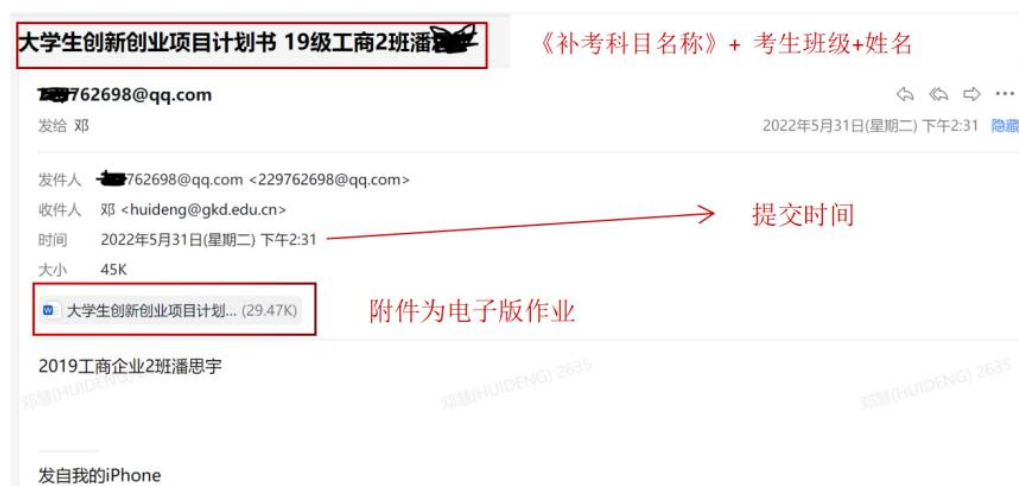 大学生创新创业项目计划书 19级工商2班潘
《补考科目名称》+ 考生班级+姓名
762698@qq.com
发给 邓
2022年5月31日(星期二) 下午2:31 隐藏
发件人 762698@qq.com <229762698@qq.com>
收件人 邓 <huideng@gkd.edu.cn>
时间 2022年5月31日(星期二) 下午2:31
提交时间
大小 45K
大学生创新创业项目计划... (29.47K)
附件为电子版作业
2019工商企业2班潘思宇
邓慧(HUIDENG) 2635
邓慧(HUIDENG) 2635
发自我的iPhone